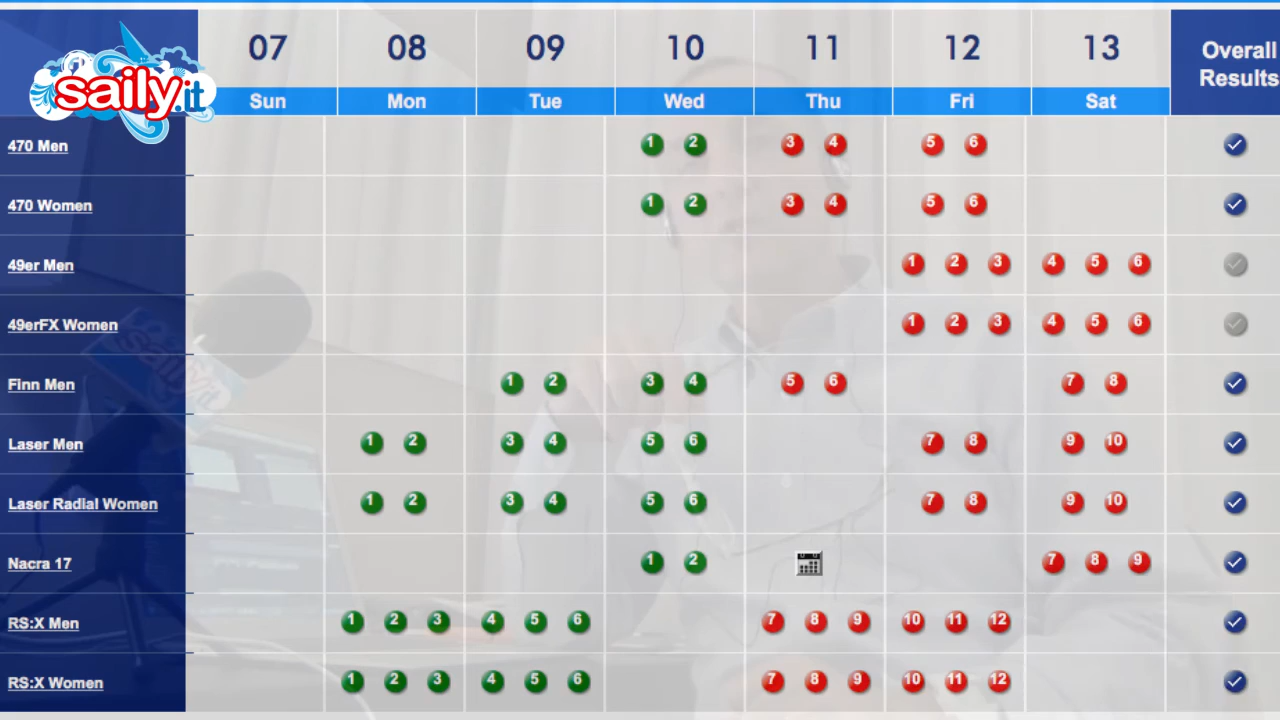 saily.it
07 08 09 10 11 12 13 Overall Results
Sun Mon Tue Wed Thu Fri Sat
470 Men 1 2 3 4 5 6
470 Women 1 2 3 4 5 6
49er Men 1 2 3 4 5 6
49erFX Women 1 2 3 4 5 6
Finn Men 1 2 3 4 5 6 7 8
Laser Men 1 2 3 4 5 6 7 8 9 10
Laser Radial Women 1 2 3 4 5 6 7 8 9 10
Nacra 17 1 2 7 8 9
RS:X Men 1 2 3 4 5 6 7 8 9 10 11 12
RS:X Women 1 2 3 4 5 6 7 8 9 10 11 12
saily.it